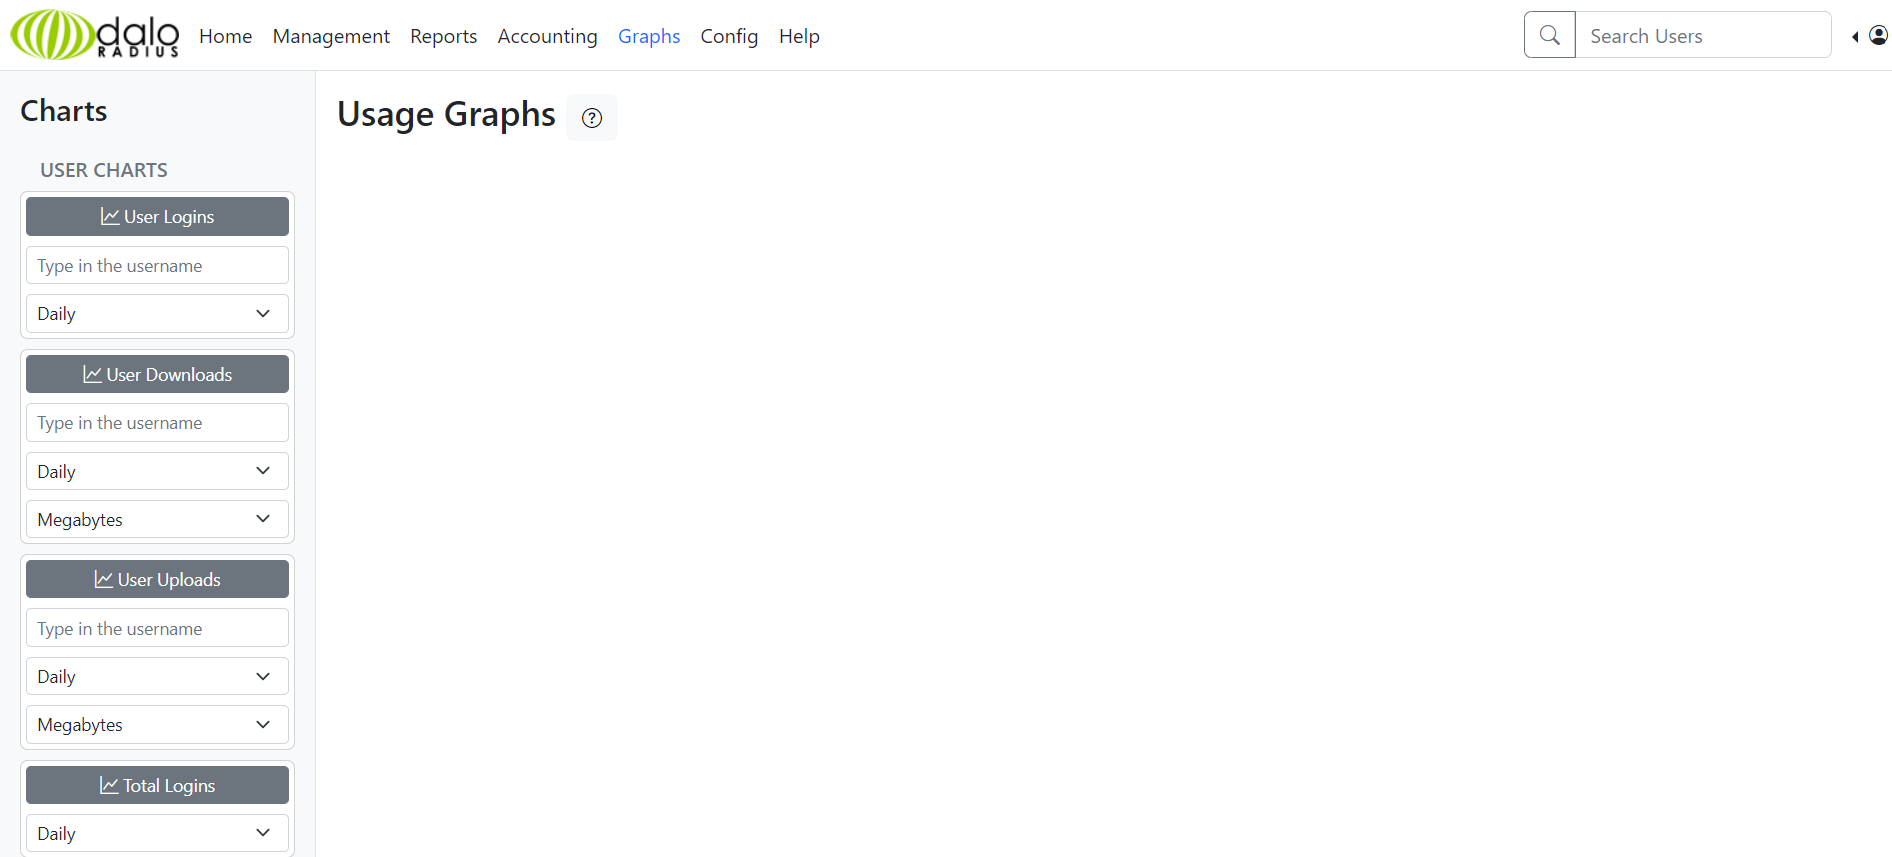 dalo
RADIUS
Home Management Reports Accounting Graphs Config Help
Search Users
Charts
USER CHARTS
User Logins
Type in the username
Daily
User Downloads
Type in the username
Daily
Megabytes
User Uploads
Type in the username
Daily
Megabytes
Total Logins
Daily
Usage Graphs